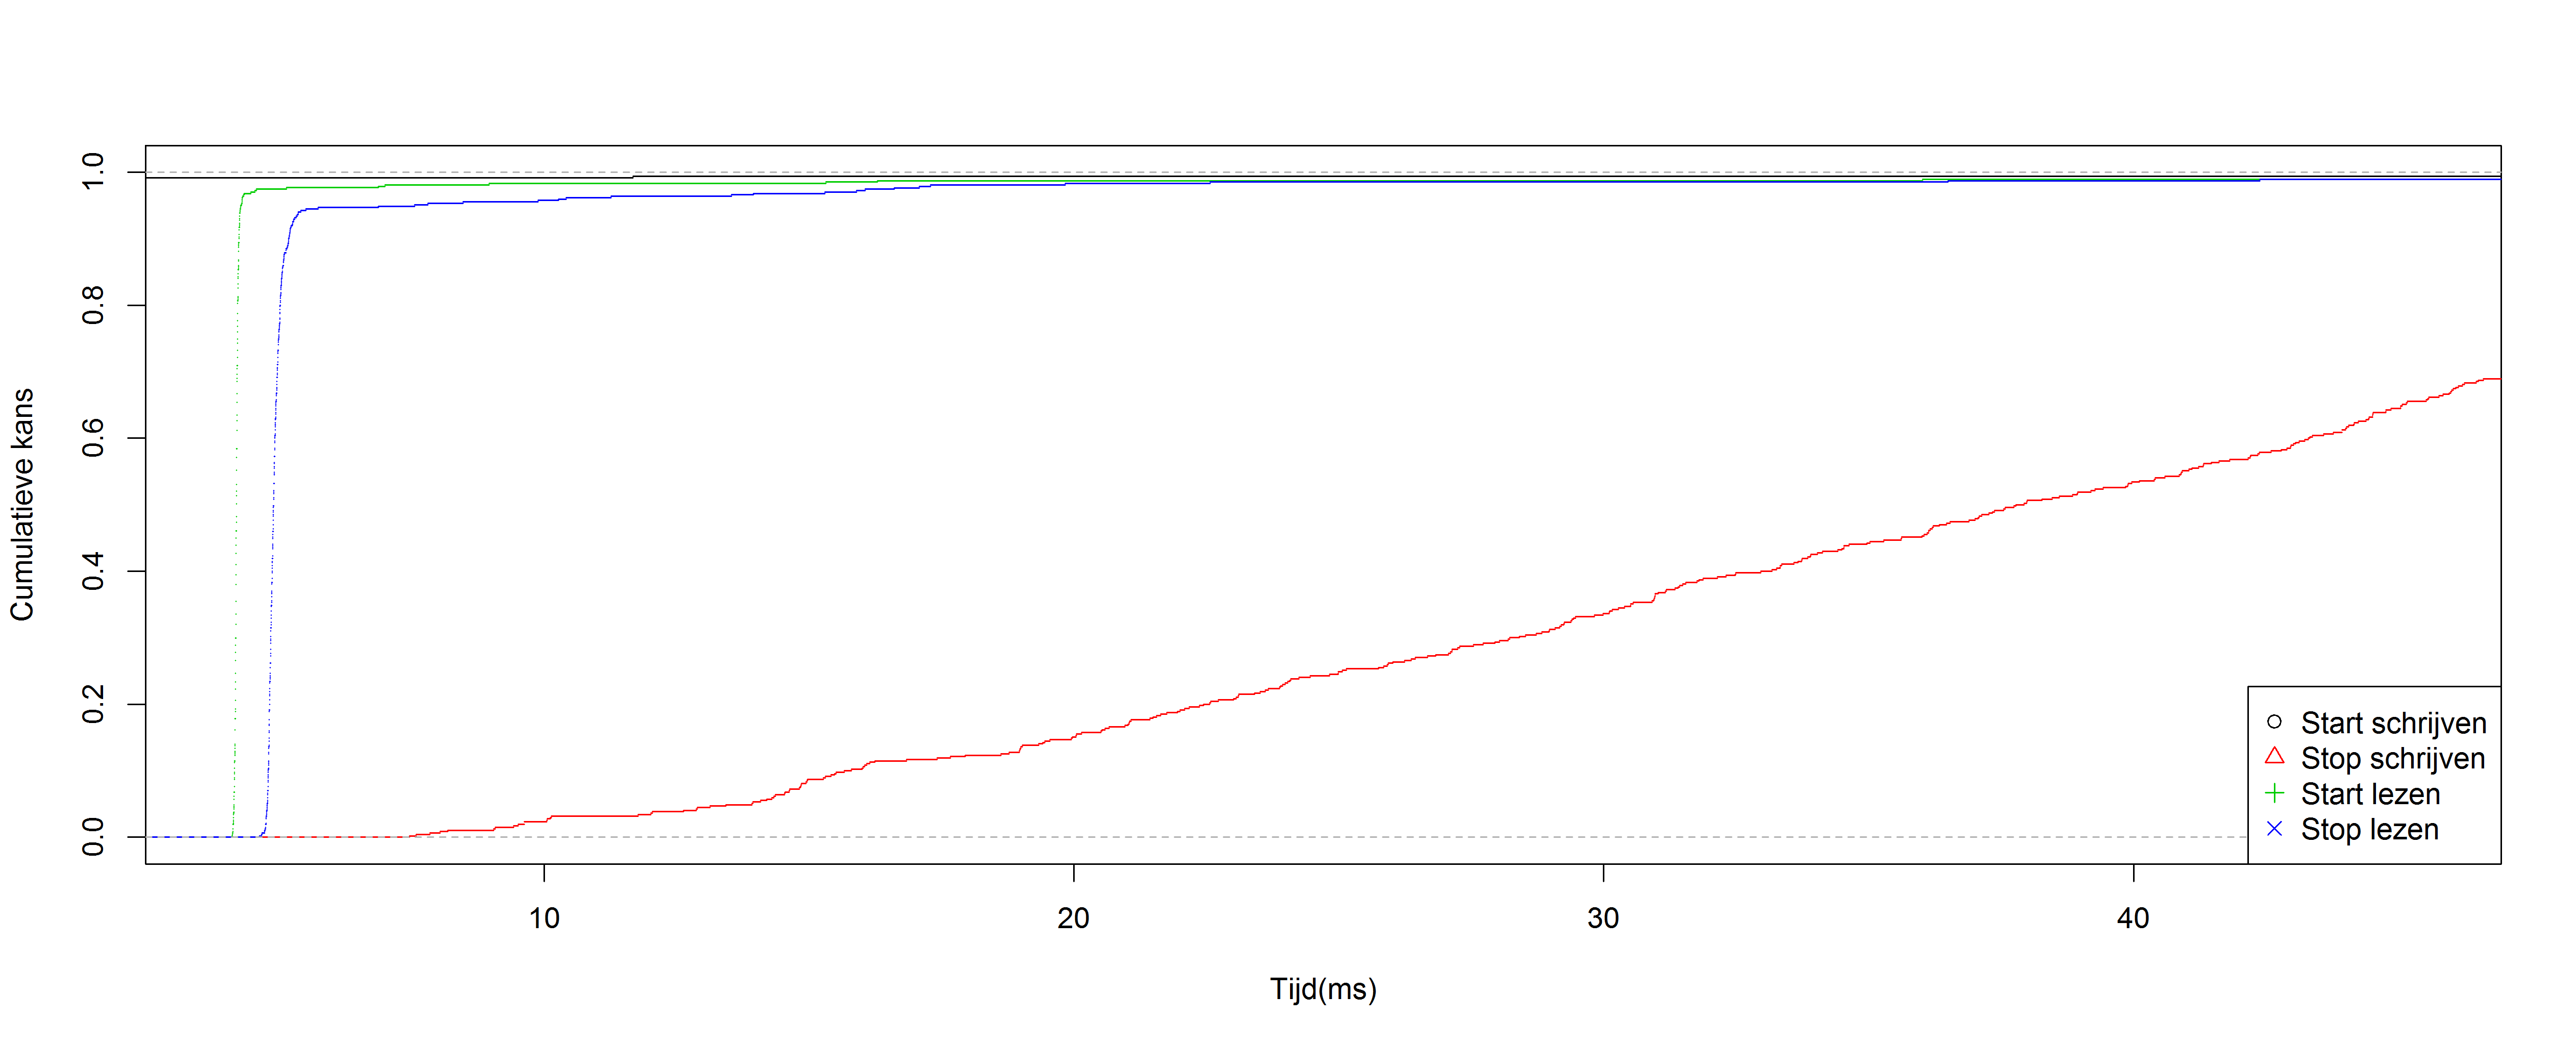 1.0
0.8
0.6
0.4
0.2
0.0
Cumulatieve kans
10 20 30 40
Tijd(ms)
Start schrijven
Stop schrijven
Start lezen
Stop lezen